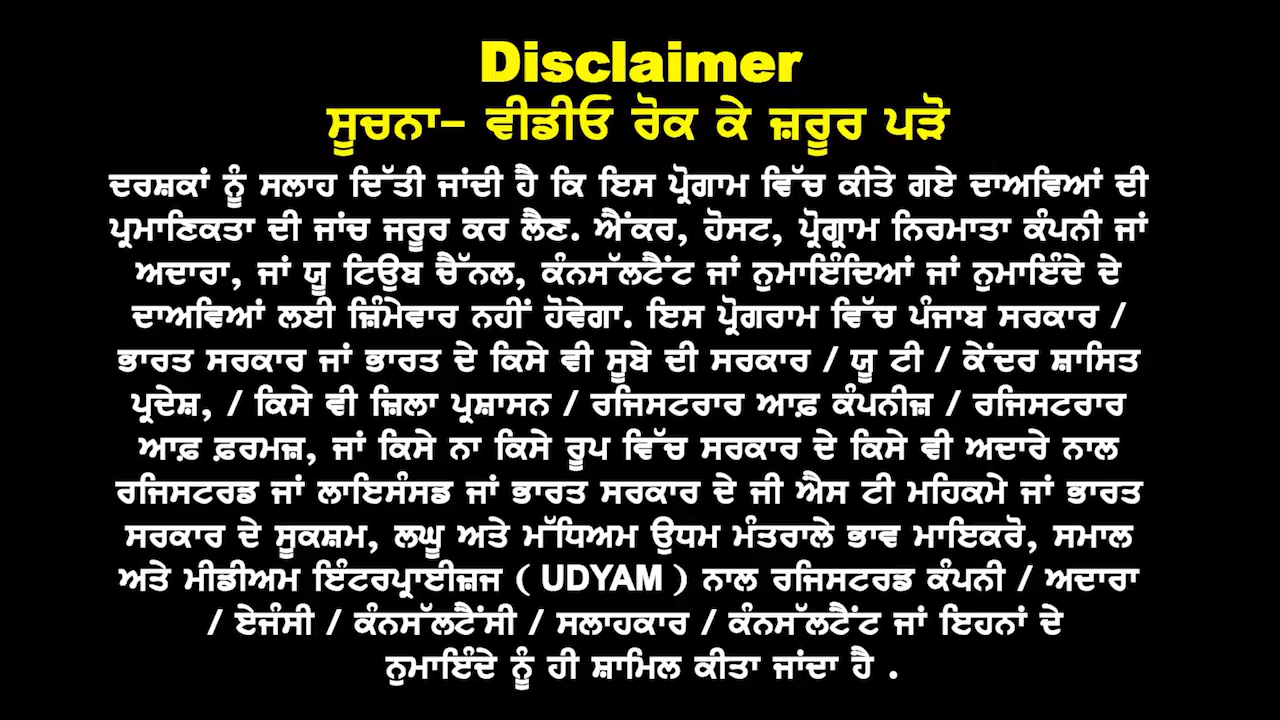 Disclaimer
ਸੂਚਨਾ- ਵੀਡੀਓ ਰੋਕ ਕੇ ਜ਼ਰੂਰ ਪੜੋ
ਦਰਸ਼ਕਾਂ ਨੂੰ ਸਲਾਹ ਦਿੱਤੀ ਜਾਂਦੀ ਹੈ ਕਿ ਇਸ ਪ੍ਰੋਗਾਮ ਵਿੱਚ ਕੀਤੇ ਗਏ ਦਾਅਵਿਆਂ ਦੀ
ਪ੍ਰਮਾਣਿਕਤਾ ਦੀ ਜਾਂਚ ਜਰੂਰ ਕਰ ਲੈਣ. ਐਂਕਰ, ਹੋਸਟ, ਪ੍ਰੋਗ੍ਰਾਮ ਨਿਰਮਾਤਾ ਕੰਪਨੀ ਜਾਂ
ਅਦਾਰਾ, ਜਾਂ ਯੂ ਟਿਊਬ ਚੈੱਨਲ, ਕੰਨਸੱਲਟੈਂਟ ਜਾਂ ਨੁਮਾਇੰਦਿਆਂ ਜਾਂ ਨੁਮਾਇੰਦੇ ਦੇ
ਦਾਅਵਿਆਂ ਲਈ ਜ਼ਿੰਮੇਵਾਰ ਨਹੀਂ ਹੋਵੇਗਾ. ਇਸ ਪ੍ਰੋਗਰਾਮ ਵਿੱਚ ਪੰਜਾਬ ਸਰਕਾਰ /
ਭਾਰਤ ਸਰਕਾਰ ਜਾਂ ਭਾਰਤ ਦੇ ਕਿਸੇ ਵੀ ਸੂਬੇ ਦੀ ਸਰਕਾਰ / ਯੂ ਟੀ / ਕੇਂਦਰ ਸ਼ਾਸਿਤ
ਪ੍ਰਦੇਸ਼, / ਕਿਸੇ ਵੀ ਜ਼ਿਲਾ ਪ੍ਰਸ਼ਾਸਨ / ਰਜਿਸਟਰਾਰ ਆਫ਼ ਕੰਪਨੀਜ਼ / ਰਜਿਸਟਰਾਰ
ਆਫ਼ ਫ਼ਰਮਜ਼, ਜਾਂ ਕਿਸੇ ਨਾ ਕਿਸੇ ਰੂਪ ਵਿੱਚ ਸਰਕਾਰ ਦੇ ਕਿਸੇ ਵੀ ਅਦਾਰੇ ਨਾਲ
ਰਜਿਸਟਰਡ ਜਾਂ ਲਾਇਸੰਸਡ ਜਾਂ ਭਾਰਤ ਸਰਕਾਰ ਦੇ ਜੀ ਐਸ ਟੀ ਮਹਿਕਮੇ ਜਾਂ ਭਾਰਤ
ਸਰਕਾਰ ਦੇ ਸੂਕਸ਼ਮ, ਲਘੂ ਅਤੇ ਮੱਧਿਅਮ ਉਧਮ ਮੰਤਰਾਲੇ ਭਾਵ ਮਾਇਕਰੋ, ਸਮਾਲ
ਅਤੇ ਮੀਡੀਅਮ ਇੰਟਰਪ੍ਰਾਈਜ਼ਜ ( UDYAM ) ਨਾਲ ਰਜਿਸਟਰਡ ਕੰਪਨੀ / ਅਦਾਰਾ
/ ਏਜੰਸੀ / ਕੰਨਸੱਲਟੈਂਸੀ / ਸਲਾਹਕਾਰ / ਕੰਨਸੱਲਟੈਂਟ ਜਾਂ ਇਹਨਾਂ ਦੇ
ਨੁਮਾਇੰਦੇ ਨੂੰ ਹੀ ਸ਼ਾਮਿਲ ਕੀਤਾ ਜਾਂਦਾ ਹੈ .